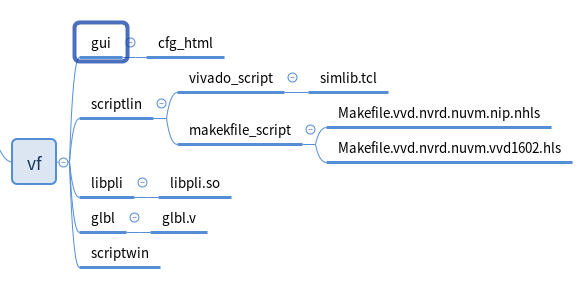 gui
cfg_html
vivado_script
simlib.tcl
scriptlin
Makefile.vvd.nvrd.nuvm.nip.nhls
makekfile_script
Makefile.vvd.nvrd.nuvm.vvd1602.hls
vf
libpli
libpli.so
glbl
glbl.v
scriptwin